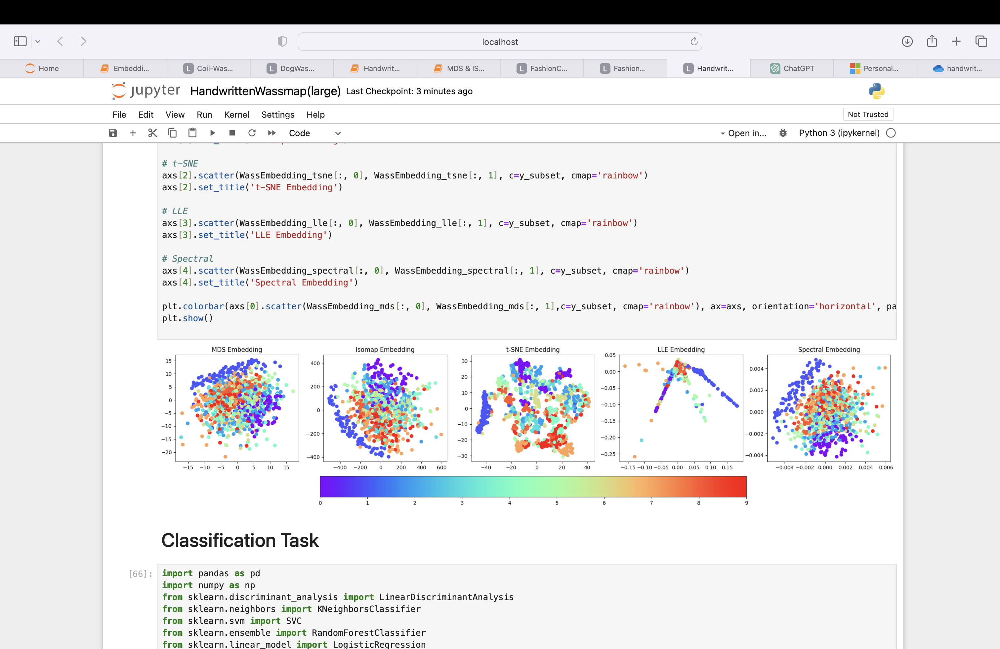 localhost
Home
Embeddi...
Coil-Was...
DogWas...
Handwrit...
MDS & IS...
FashionC...
Fashion...
Handwrit...
ChatGPT
Personal...
handwrit...
jupyter HandwrittenWassmap(large) Last Checkpoint: 3 minutes ago
File Edit View Run Kernel Settings Help Not Trusted
Code Open in... Python 3 (ipykernel)
# t-SNE
axs[2].scatter(WassEmbedding_tsne[:, 0], WassEmbedding_tsne[:, 1], c=y_subset, cmap='rainbow')
axs[2].set_title('t-SNE Embedding')
# LLE
axs[3].scatter(WassEmbedding_lle[:, 0], WassEmbedding_lle[:, 1], c=y_subset, cmap='rainbow')
axs[3].set_title('LLE Embedding')
# Spectral
axs[4].scatter(WassEmbedding_spectral[:, 0], WassEmbedding_spectral[:, 1], c=y_subset, cmap='rainbow')
axs[4].set_title('Spectral Embedding')
plt.colorbar(axs[0].scatter(WassEmbedding_mds[:, 0], WassEmbedding_mds[:, 1],c=y_subset, cmap='rainbow'), ax=axs, orientation='horizontal', pa
plt.show()
MDS Embedding
15
10
5
0
−5
−10
−15
−20
−15 −10 −5 0 5 10 15
Isomap Embedding
400
200
0
−200
−400
−400 −200 0 200 400 600
t-SNE Embedding
30
20
10
0
−10
−20
−30
−40 −20 0 20 40
LLE Embedding
0.05
0.00
−0.05
−0.10
−0.15
−0.20
−0.25
−0.15 −0.10 −0.05 0.00 0.05 0.10 0.15
Spectral Embedding
0.004
0.002
0.000
−0.002
−0.004
−0.004 −0.002 0.000 0.002 0.004 0.006
0 1 2 3 4 5 6 7 8 9
Classification Task
[66]:
import pandas as pd
import numpy as np
from sklearn.discriminant_analysis import LinearDiscriminantAnalysis
from sklearn.neighbors import KNeighborsClassifier
from sklearn.svm import SVC
from sklearn.ensemble import RandomForestClassifier
from sklearn.linear_model import LogisticRegression